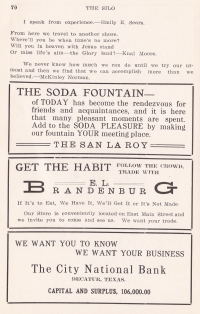 70
THE SILO
I speak from experience.—Emily E. Sears.
From here we travel to another shore,
Where'll you be when time's no more?
Will you in heaven with Jesus stand
Or miss life's aim—the Glory land?—Knal Moore.
We never know how much we can do until we try our utmost and then we find that we can accomplish more than we believed.—McKinley Norman.
THE SODA FOUNTAIN—
of TODAY has become the rendezvous for
friends and acquaintances, and it is here
that many pleasant moments are spent.
Add to the SODA PLEASURE by making
our fountain YOUR meeting place.
THE SAN LA ROY
GET THE HABIT FOLLOW THE CROWD,
TRADE WITH
E. L.
BRANDENBURG
If It's to Eat, We Have It, We'll Get It or It's Not Made
Our Store is conveniently located on East Main Street and
we invite you to come and see us. We want your trade.
WE WANT YOU TO KNOW
WE WANT YOUR BUSINESS
The City National Bank
DECATUR, TEXAS.
CAPITAL AND SURPLUS, 106,000.00